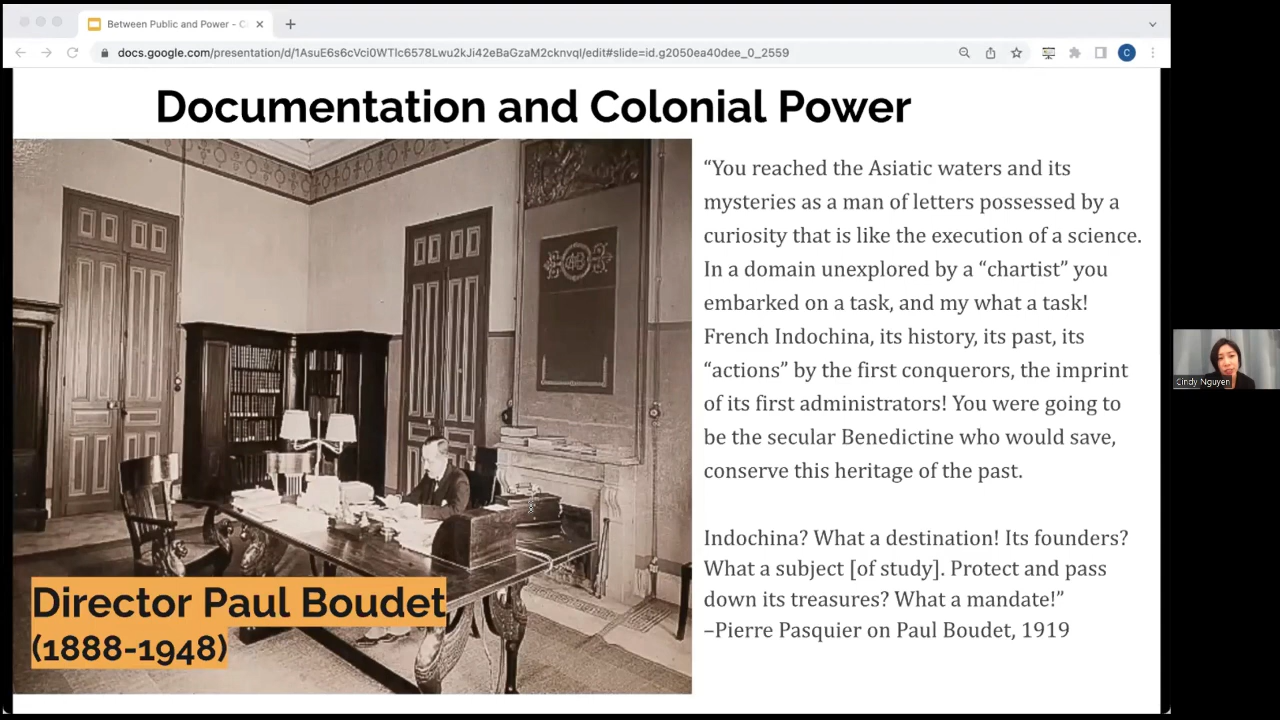 Between Public and Power - C
docs.google.com/presentation/d/1AsuE6s6cVci0WTlc6578Lwu2kJi42eBaGzaM2cknvqI/edit#slide=id.g2050ea40dee_0_2559
C
Documentation and Colonial Power
“You reached the Asiatic waters and its
mysteries as a man of letters possessed by a
curiosity that is like the execution of a science.
In a domain unexplored by a “chartist” you
embarked on a task, and my what a task!
French Indochina, its history, its past, its
“actions” by the first conquerors, the imprint
of its first administrators! You were going to
be the secular Benedictine who would save,
conserve this heritage of the past.
Indochina? What a destination! Its founders?
What a subject [of study]. Protect and pass
down its treasures? What a mandate!”
–Pierre Pasquier on Paul Boudet, 1919
Director Paul Boudet
(1888-1948)
Cindy Nguyen